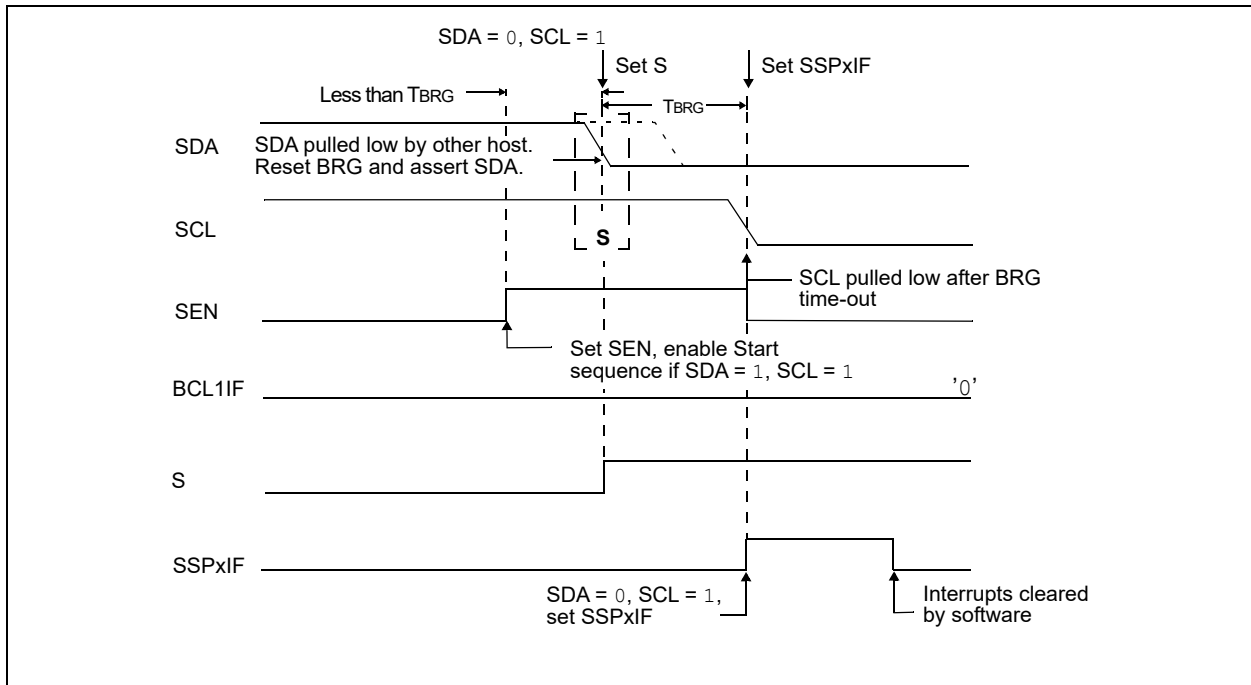 SDA = 0, SCL = 1
Set S
Set SSPxIF
Less than TBRG
TBRG
SDA
SDA pulled low by other host.
Reset BRG and assert SDA.
SCL
S
SCL pulled low after BRG
time-out
SEN
Set SEN, enable Start
sequence if SDA = 1, SCL = 1
BCL1IF
'0'
S
SSPxIF
SDA = 0, SCL = 1,
set SSPxIF
Interrupts cleared
by software